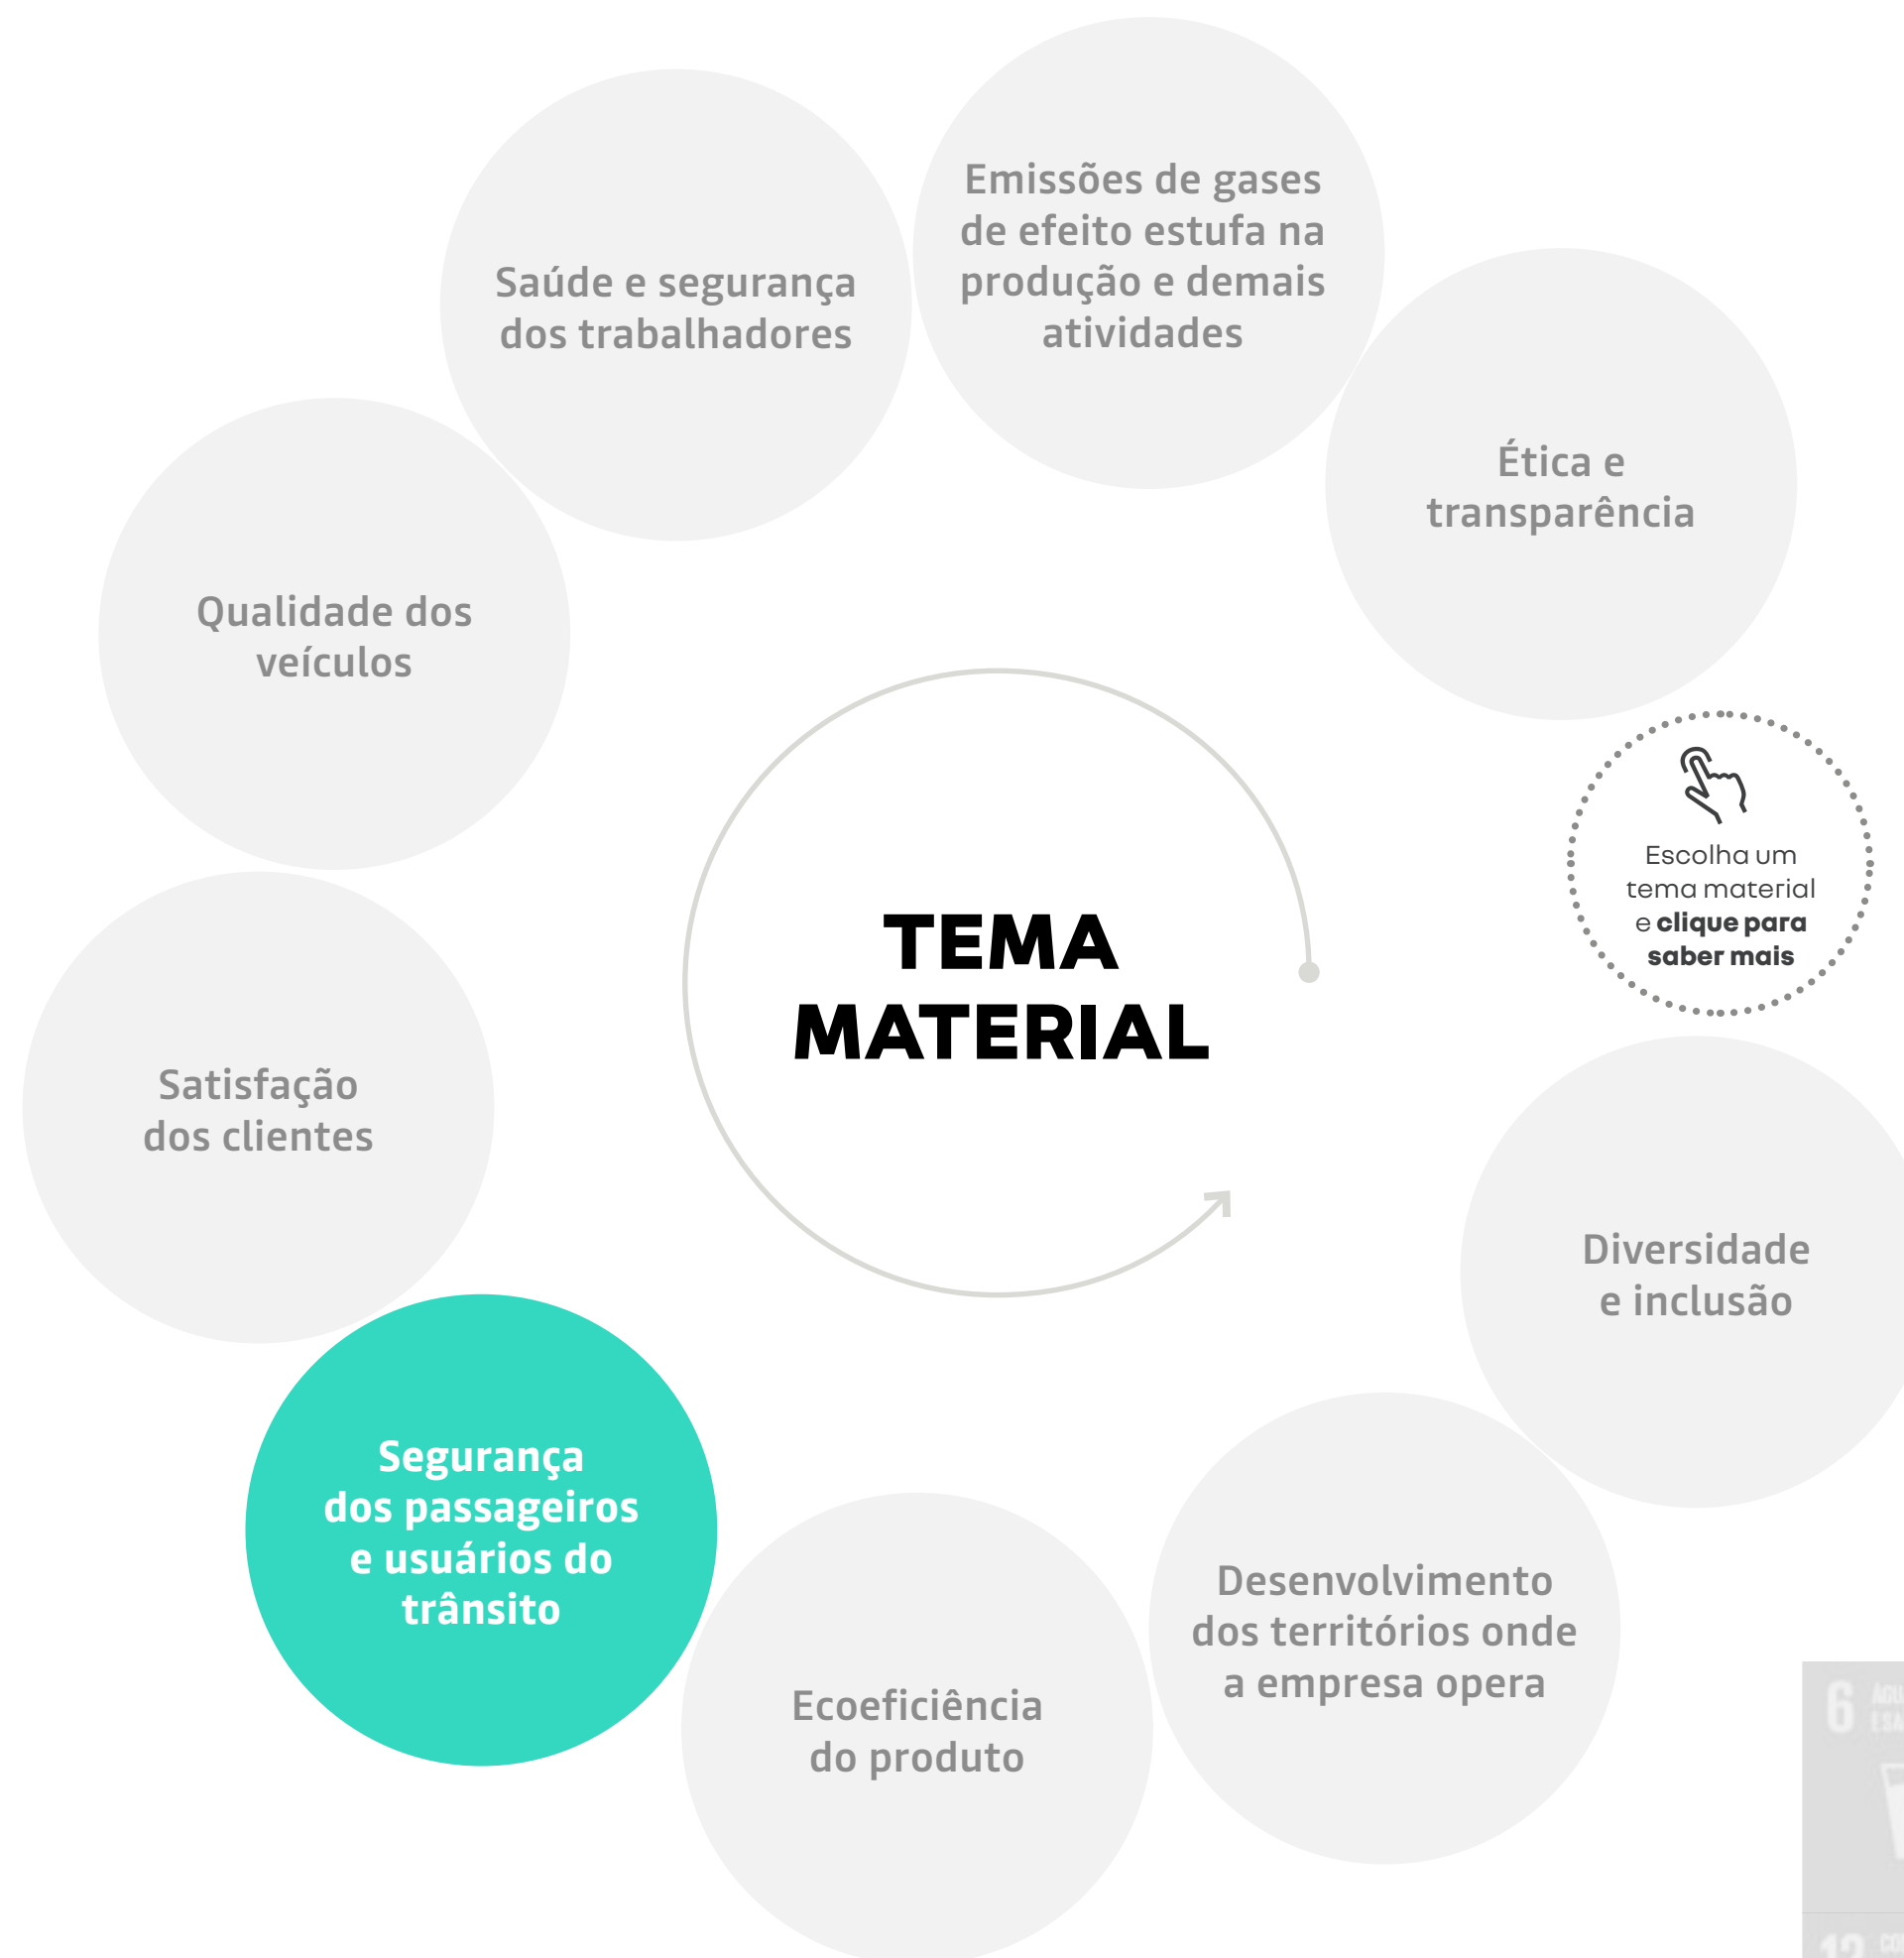 Emissões de gases
de efeito estufa na
produção e demais
atividades
Saúde e segurança
dos trabalhadores
Ética e
transparência
Qualidade dos
veículos
Escolha um
tema material
e clique para
saber mais
TEMA
MATERIAL
Satisfação
dos clientes
Diversidade
e inclusão
Segurança
dos passageiros
e usuários do
trânsito
Desenvolvimento
dos territórios onde
a empresa opera
Ecoeficiência
do produto
6
12